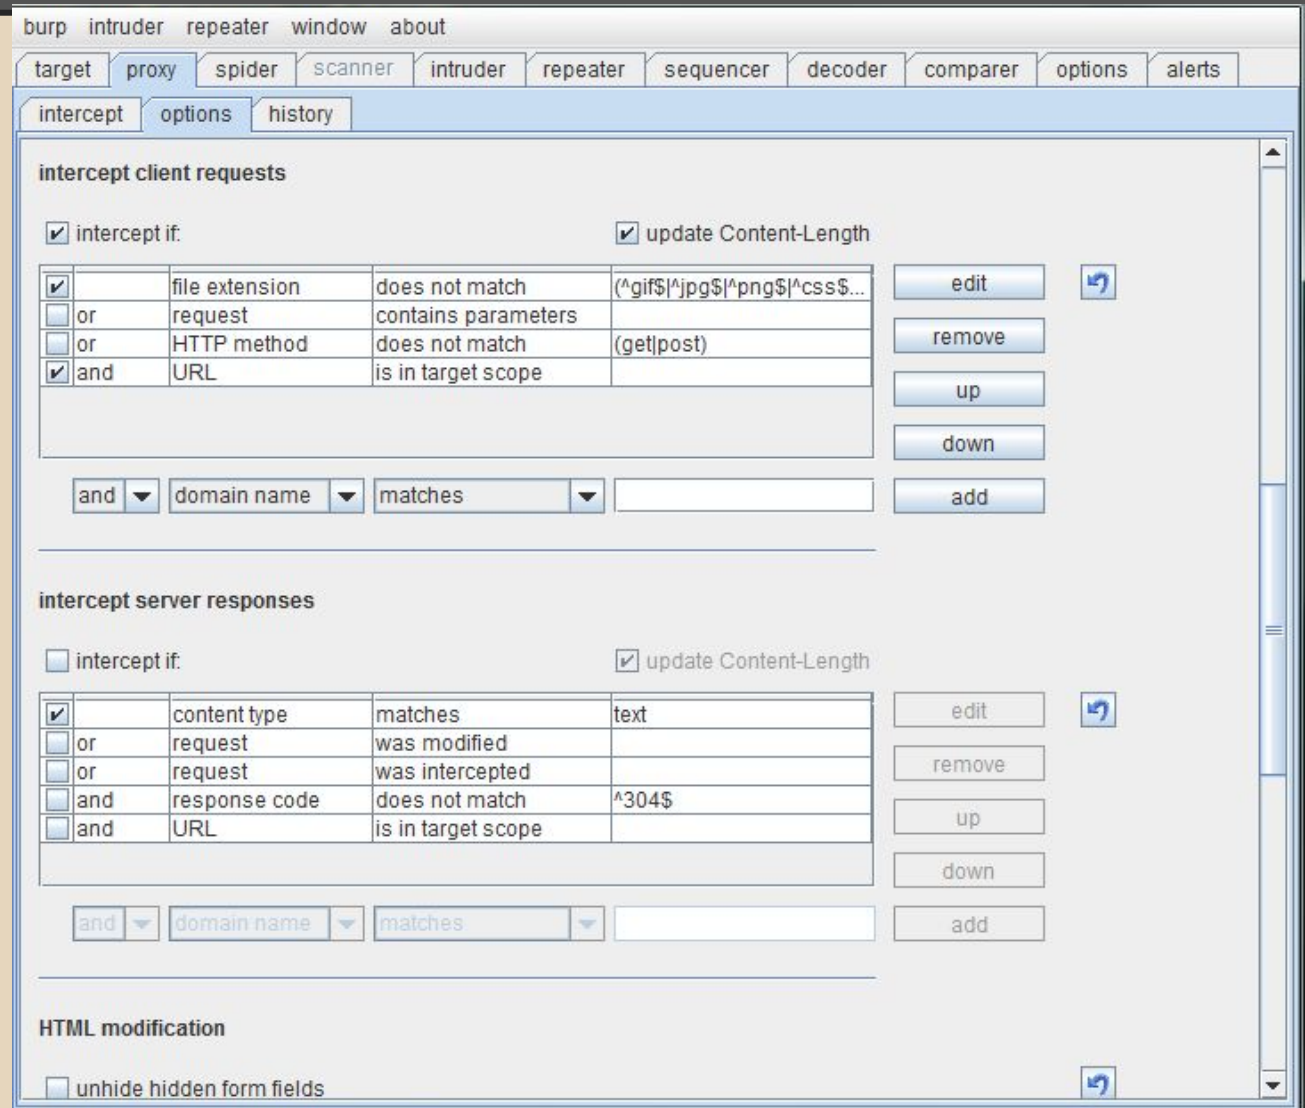 burp intruder repeater window about
target proxy spider scanner intruder repeater sequencer decoder comparer options alerts
intercept options history
intercept client requests
intercept if: update Content-Length
file extension does not match (^gif$|^jpg$|^png$|^css$... edit
or request contains parameters
or HTTP method does not match (get|post) remove
and URL is in target scope
up
down
and domain name matches add
intercept server responses
intercept if: update Content-Length
content type matches text edit
or request was modified
or request was intercepted remove
and response code does not match ^304$
and URL is in target scope up
down
and domain name matches add
HTML modification
unhide hidden form fields